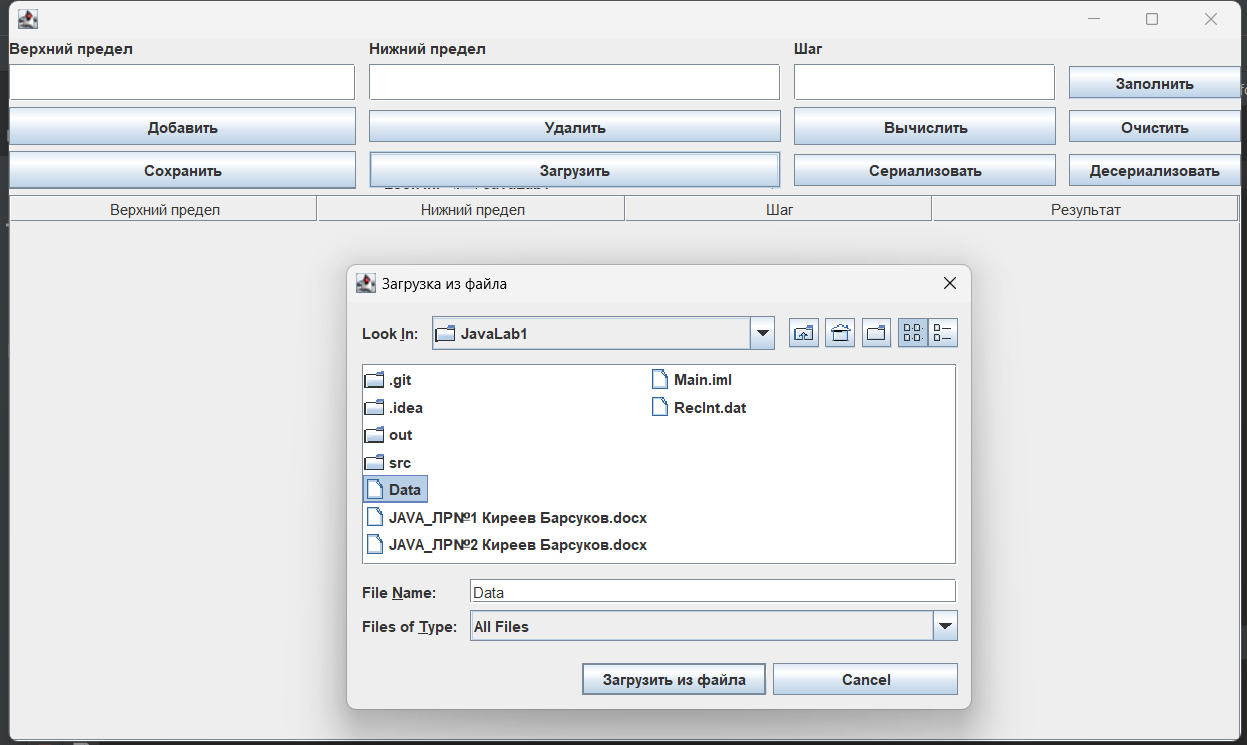 Верхний предел Нижний предел Шаг
Заполнить
Добавить Удалить Вычислить Очистить
Сохранить Загрузить Сериализовать Десериализовать
Верхний предел Нижний предел Шаг Результат
Загрузка из файла
Look In: JavaLab1
.git Main.iml
.idea RecInt.dat
out
src
Data
JAVA_ЛР№1 Киреев Барсуков.docx
JAVA_ЛР№2 Киреев Барсуков.docx
File Name: Data
Files of Type: All Files
Загрузить из файла Cancel